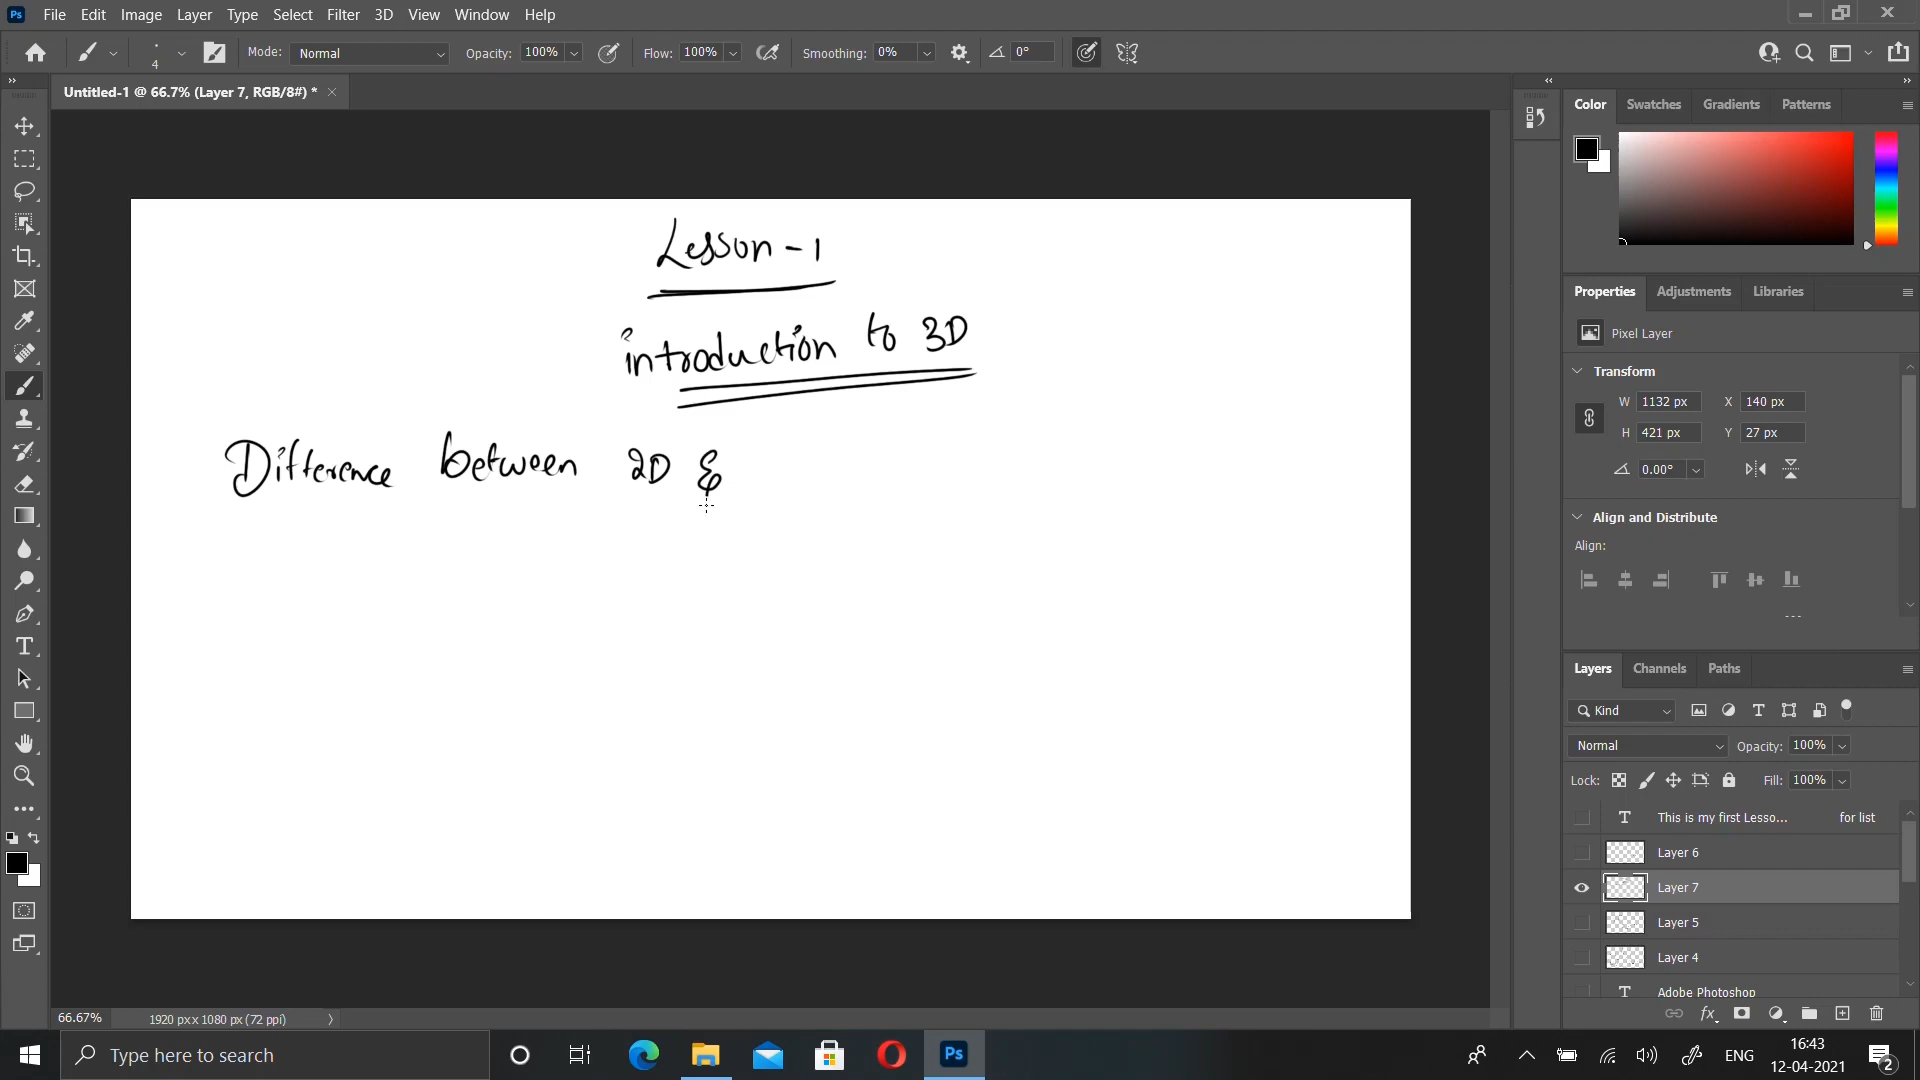 Ps File Edit Image Layer Type Select Filter 3D View Window Help
4 Mode: Normal Opacity: 100% Flow: 100% Smoothing: 0% 0°
Untitled-1 @ 66.7% (Layer 7, RGB/8#) *
Lesson - 1
introduction to 3D
Difference between 2D &
66.67% 1920 px x 1080 px (72 ppi)
Color Swatches Gradients Patterns
Properties Adjustments Libraries
Pixel Layer
Transform
W 1132 px X 140 px
H 421 px Y 27 px
0.00°
Align and Distribute
Align:
Layers Channels Paths
Kind
Normal Opacity: 100%
Lock: Fill: 100%
This is my first Lesso... for list
Layer 6
Layer 7
Layer 5
Layer 4
Adobe Photoshop
fx
Type here to search
Ps
ENG
16:43
12-04-2021
2